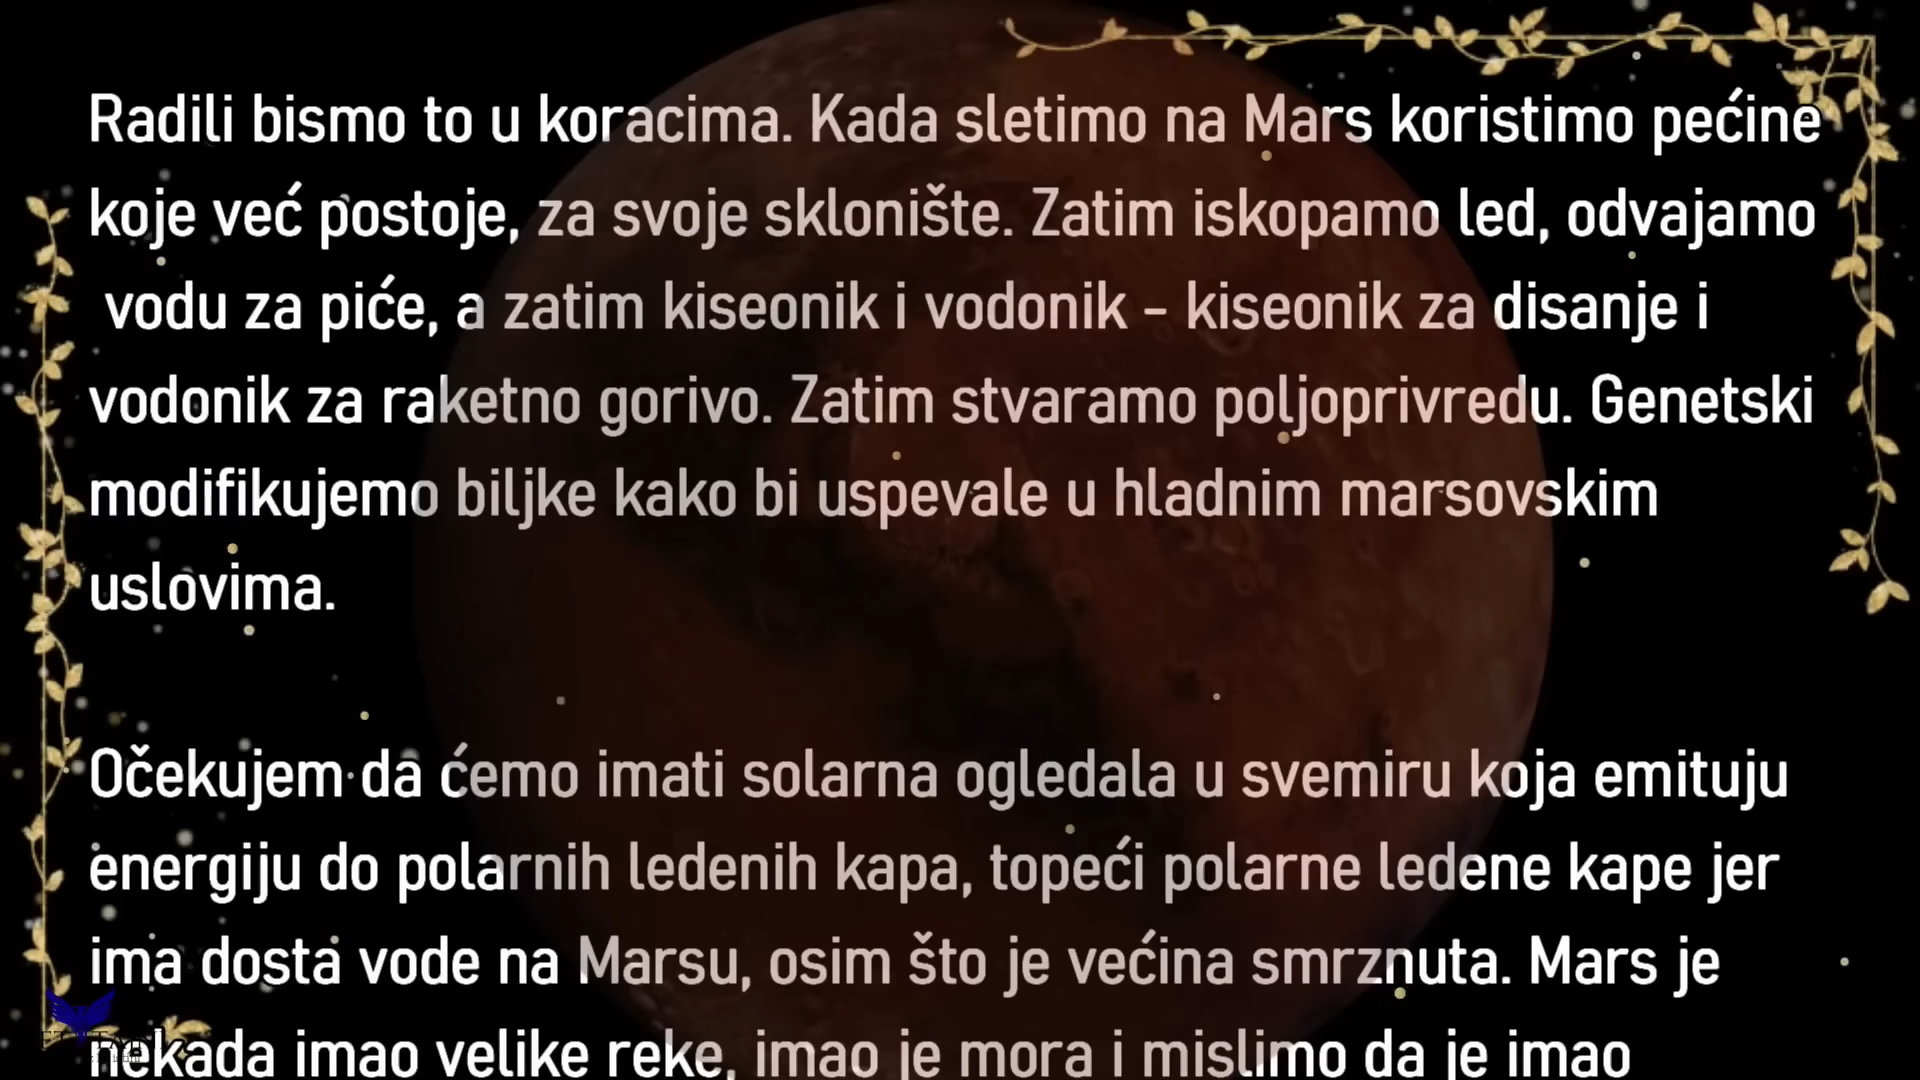 Radili bismo to u koracima. Kada sletimo na Mars koristimo pećine
koje već postoje, za svoje sklonište. Zatim iskopamo led, odvajamo
vodu za piće, a zatim kiseonik i vodonik - kiseonik za disanje i
vodonik za raketno gorivo. Zatim stvaramo poljoprivredu. Genetski
modifikujemo biljke kako bi uspevale u hladnim marsovskim
uslovima.
Očekujem da ćemo imati solarna ogledala u svemiru koja emituju
energiju do polarnih ledenih kapa, topeći polarne ledene kape jer
ima dosta vode na Marsu, osim što je većina smrznuta. Mars je
nekada imao velike reke, imao je mora i mislimo da je imao